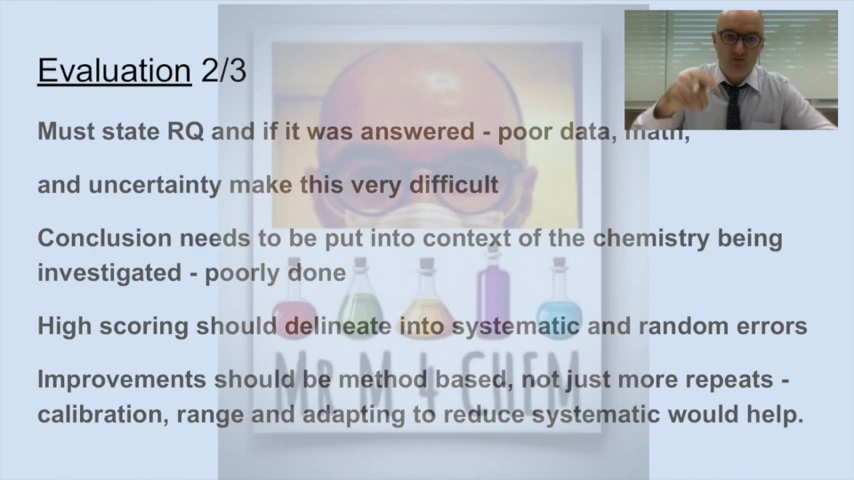 Evaluation 2/3
Must state RQ and if it was answered - poor data, math,
and uncertainty make this very difficult
Conclusion needs to be put into context of the chemistry being
investigated - poorly done
High scoring should delineate into systematic and random errors
Improvements should be method based, not just more repeats -
calibration, range and adapting to reduce systematic would help.
Mr M 4 Chem